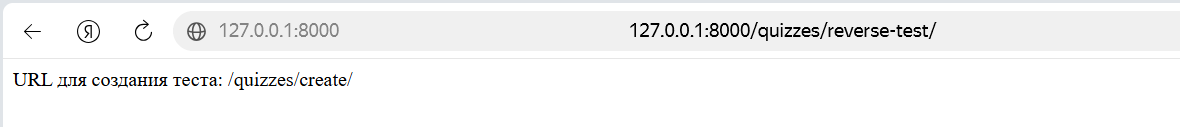 Я 127.0.0.1:8000 127.0.0.1:8000/quizzes/reverse-test/
URL для создания теста: /quizzes/create/